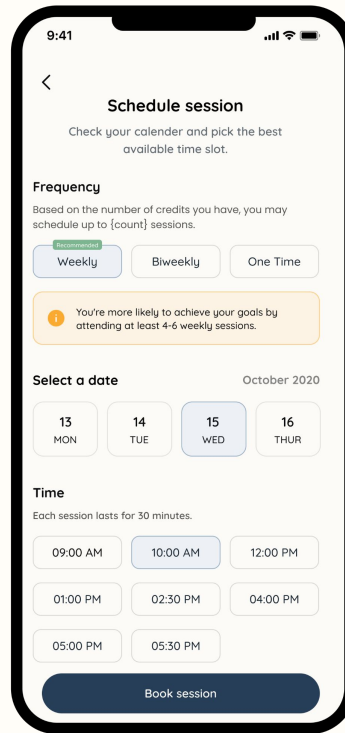 9:41
Schedule session
Check your calender and pick the best
available time slot.
Frequency
Based on the number of credits you have, you may
schedule up to {count} sessions.
Recommended
Weekly Biweekly One Time
You're more likely to achieve your goals by
attending at least 4-6 weekly sessions.
Select a date October 2020
13 14 15 16
MON TUE WED THUR
Time
Each session lasts for 30 minutes.
09:00 AM 10:00 AM 12:00 PM
01:00 PM 02:30 PM 04:00 PM
05:00 PM 05:30 PM
Book session